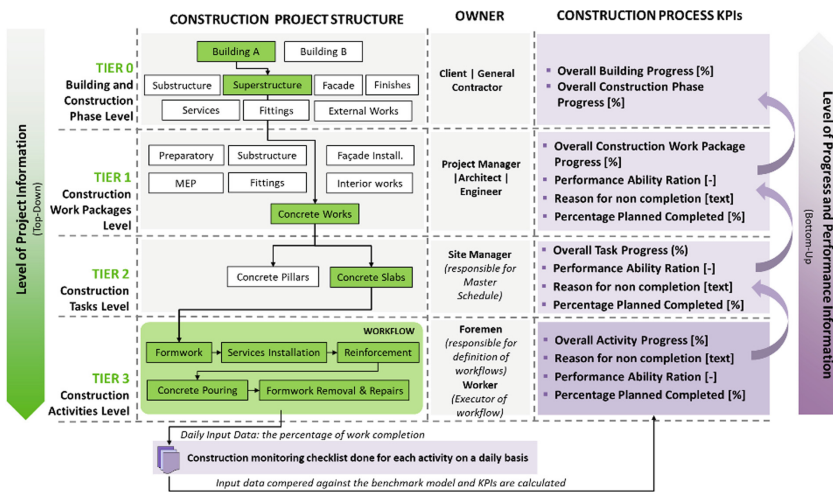 CONSTRUCTION PROJECT STRUCTURE
OWNER
CONSTRUCTION PROCESS KPIs
Level of Project Information
(Top-Down)
TIER 0
Building and
Construction
Phase Level
Building A
Building B
Substructure
Superstructure
Facade
Finishes
Services
Fittings
External Works
Client | General
Contractor
Overall Building Progress [%]
Overall Construction Phase
Progress [%]
TIER 1
Construction
Work Packages
Level
Preparatory
Substructure
Façade Install.
MEP
Fittings
Interior works
Concrete Works
Project Manager
|Architect |
Engineer
Overall Construction Work Package
Progress [%]
Performance Ability Ration [-]
Reason for non completion [text]
Percentage Planned Completed [%]
TIER 2
Construction
Tasks Level
Concrete Pillars
Concrete Slabs
Site Manager
(responsible for
Master
Schedule)
Overall Task Progress (%)
Performance Ability Ration [-]
Reason for non completion [text]
Percentage Planned Completed [%]
TIER 3
Construction
Activities Level
WORKFLOW
Formwork
Services Installation
Reinforcement
Concrete Pouring
Formwork Removal & Repairs
Foremen
(responsible for
definition of
workflows)
Worker
(Executor of
workflow)
Overall Activity Progress [%]
Reason for non completion [text]
Performance Ability Ration [-]
Percentage Planned Completed [%]
Level of Progress and Performance Information
(Bottom-Up)
Daily Input Data: the percentage of work completion
Construction monitoring checklist done for each activity on a daily basis
Input data compered against the benchmark model and KPIs are calculated